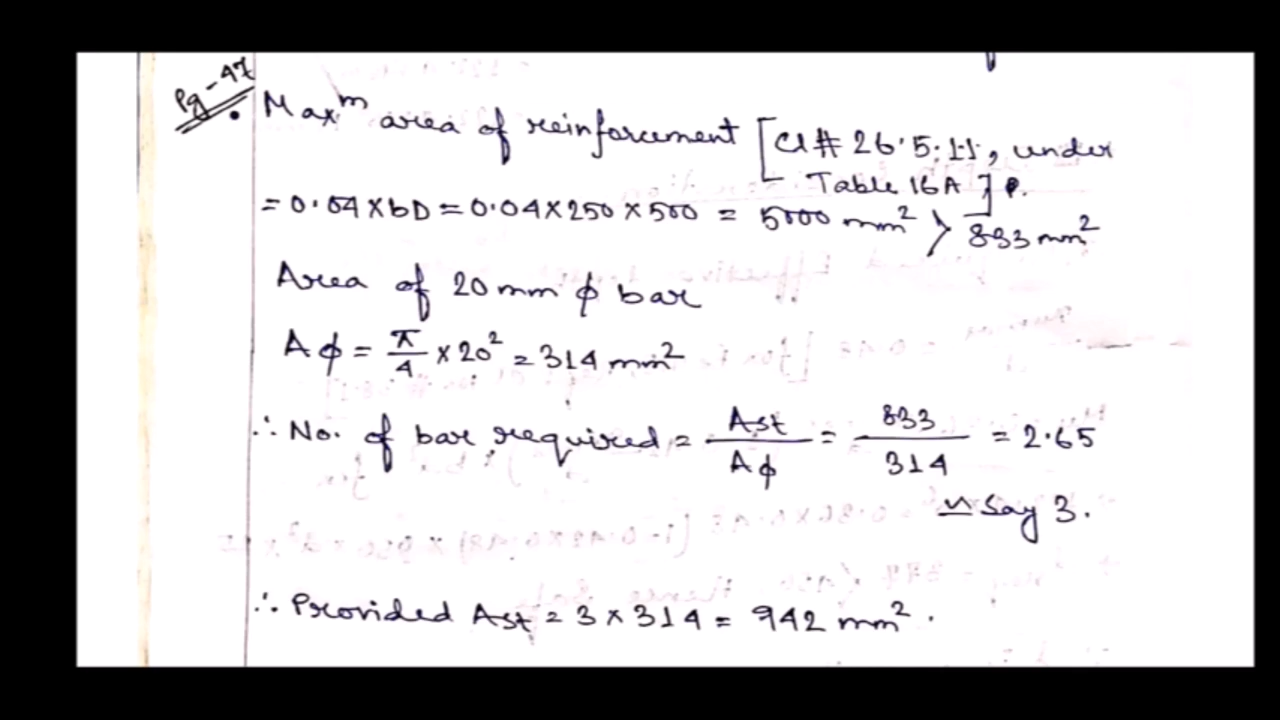 Pg-47
• Maxᵐ area of reinforcement [Cl # 26.5.1.1, under
Table 16A] P.
= 0.04 x bD = 0.04 x 250 x 500 = 5000 mm² > 833 mm²
Area of 20 mm ϕ bar
Aϕ = π/4 x 20² = 314 mm²
∴ No. of bar required = Ast/Aϕ = 833/314 = 2.65
≃ Say 3.
∴ Provided Ast = 3 x 314 = 942 mm².